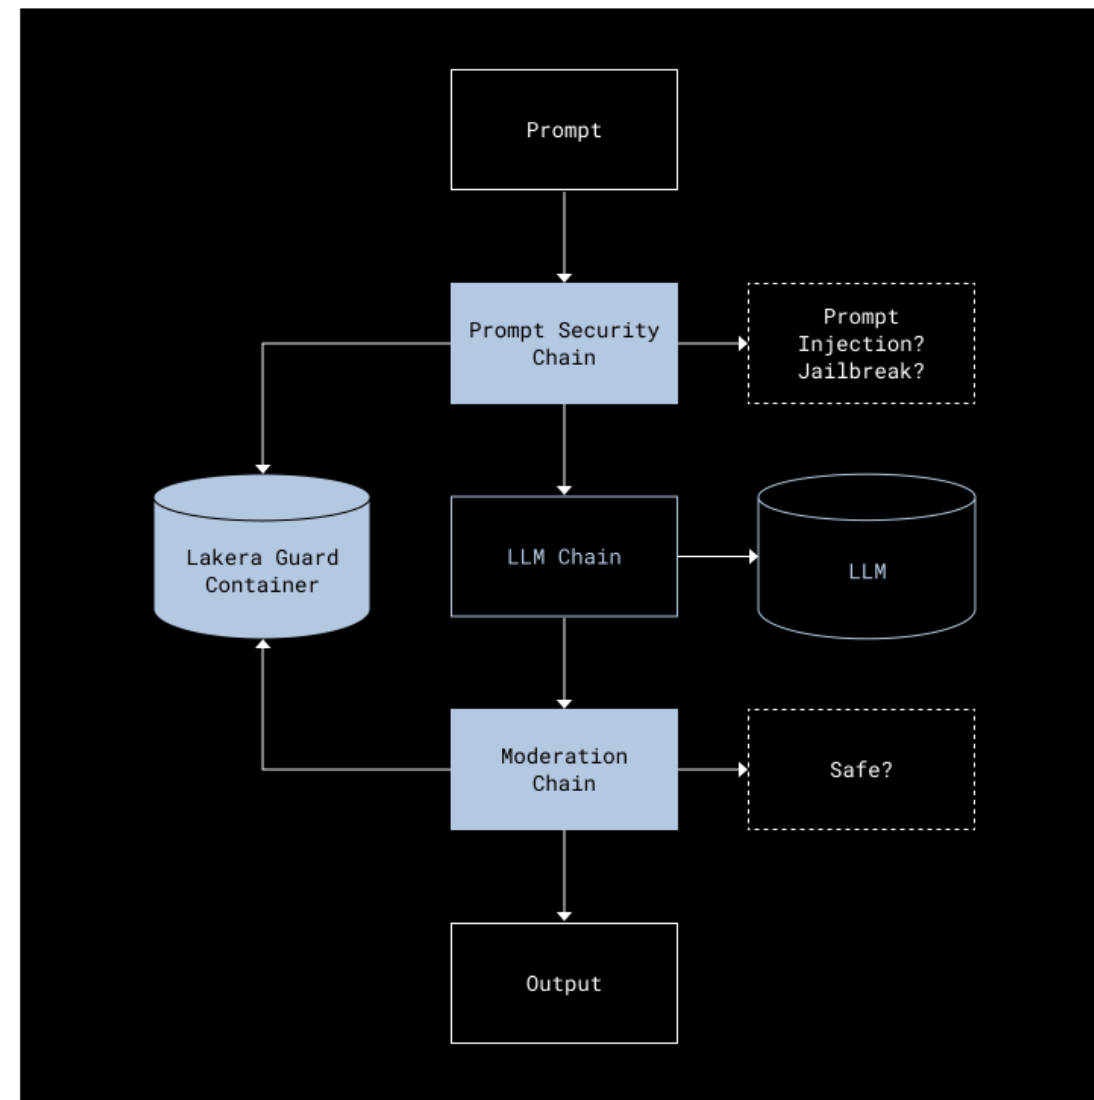 Prompt
Prompt Security
Chain
Prompt
Injection?
Jailbreak?
Lakera Guard
Container
LLM Chain
LLM
Moderation
Chain
Safe?
Output